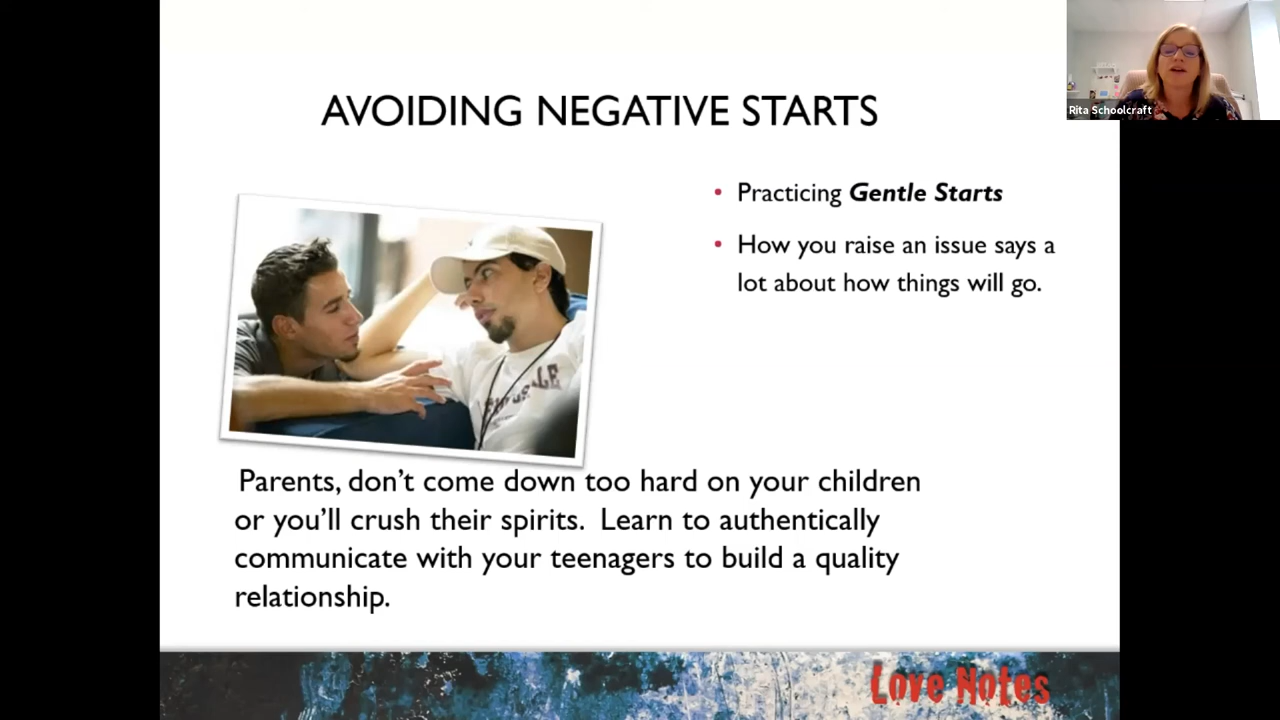 AVOIDING NEGATIVE STARTS
Rita Schoolcraft
• Practicing Gentle Starts
• How you raise an issue says a
lot about how things will go.
Parents, don’t come down too hard on your children
or you’ll crush their spirits.  Learn to authentically
communicate with your teenagers to build a quality
relationship.
Love Notes